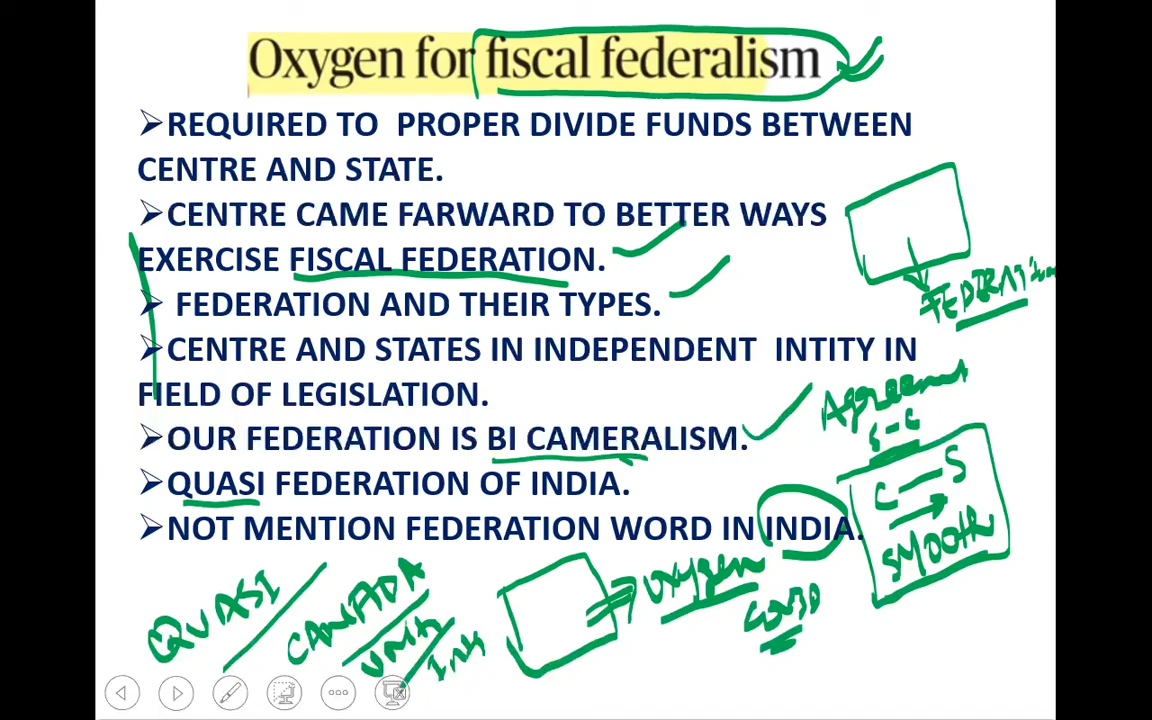 Oxygen for fiscal federalism
➢REQUIRED TO PROPER DIVIDE FUNDS BETWEEN
CENTRE AND STATE.
➢CENTRE CAME FARWARD TO BETTER WAYS
EXERCISE FISCAL FEDERATION.
➢ FEDERATION AND THEIR TYPES.
➢CENTRE AND STATES IN INDEPENDENT INTITY IN
FIELD OF LEGISLATION.
➢OUR FEDERATION IS BI CAMERALISM.
➢QUASI FEDERATION OF INDIA.
➢NOT MENTION FEDERATION WORD IN INDIA.
Agreement
S-C
C S
SMOOTH
Oxygen
QUASI
CANADA